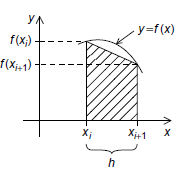 y
y=f(x)
f(xᵢ)
f(xᵢ₊₁)
xᵢ xᵢ₊₁ x
h